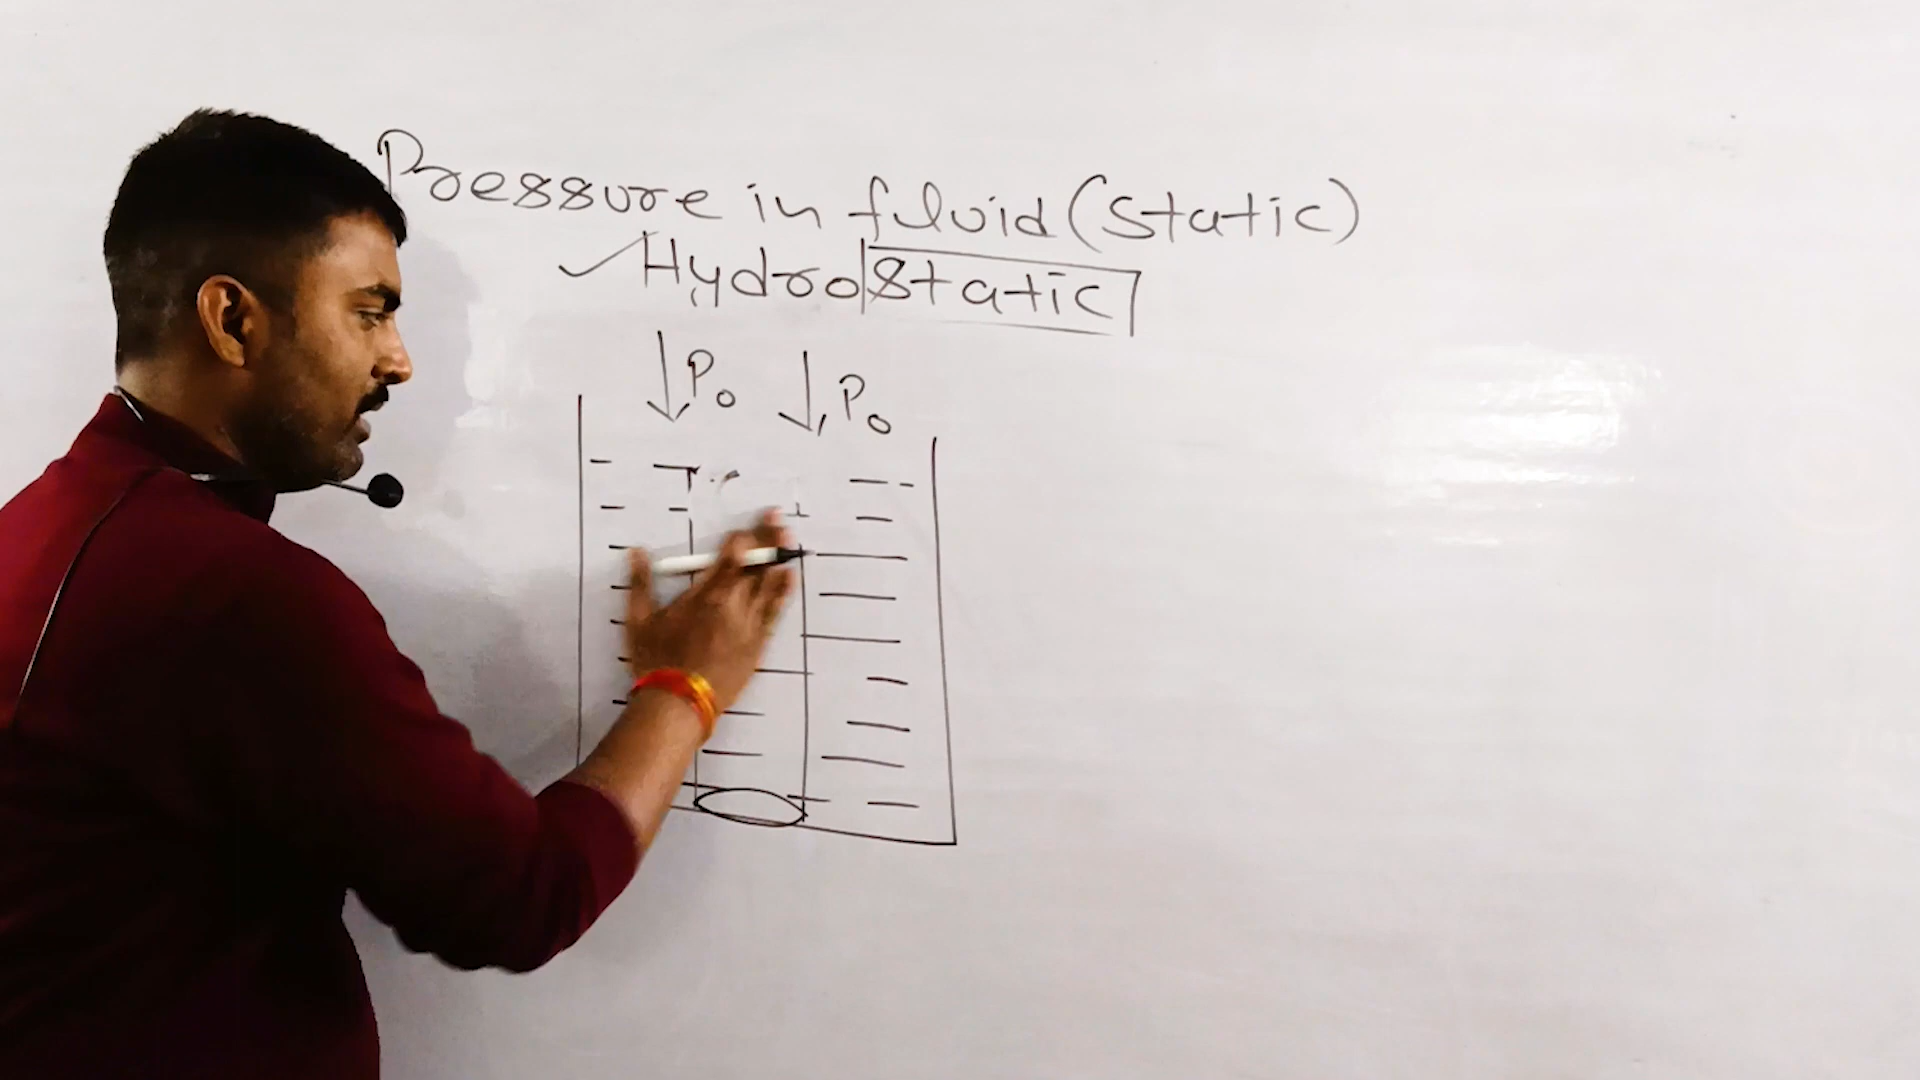 Pressure in fluid (static)
✓ Hydrostatic
P₀ P₀